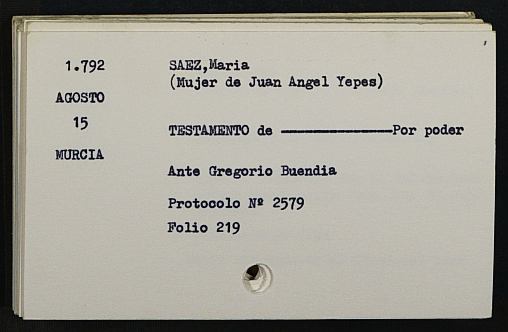 1.792
AGOSTO
15
MURCIA
SAEZ,Maria
(Mujer de Juan Angel Yepes)
TESTAMENTO de ——————————Por poder
Ante Gregorio Buendia
Protocolo Nº 2579
Folio 219